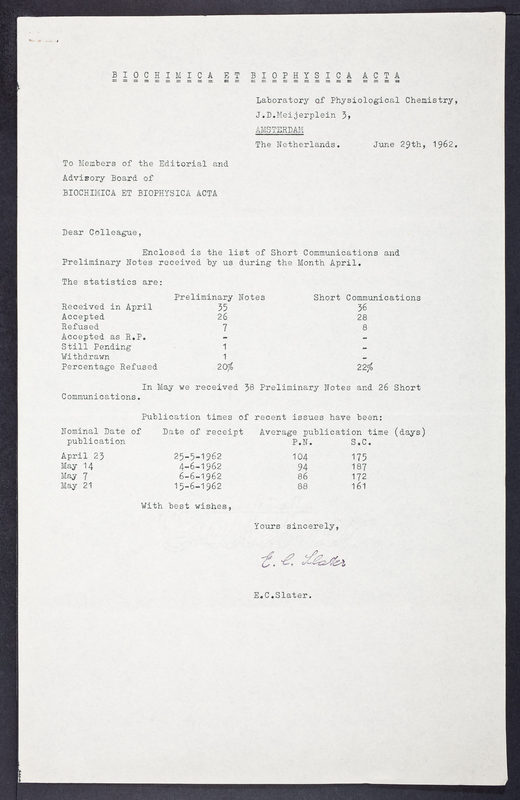 BIOCHIMICA ET BIOPHYSICA ACTA
Laboratory of Physiological Chemistry,
J.D.Meijerplein 3,
AMSTERDAM
The Netherlands. June 29th, 1962.
To Members of the Editorial and
Advisory Board of
BIOCHIMICA ET BIOPHYSICA ACTA
Dear Colleague,
Enclosed is the list of Short Communications and
Preliminary Notes received by us during the Month April.
The statistics are:
Preliminary Notes Short Communications
Received in April 35 36
Accepted 26 28
Refused 7 8
Accepted as R.P. - -
Still Pending 1 -
Withdrawn 1 -
Percentage Refused 20% 22%
In May we received 38 Preliminary Notes and 26 Short
Communications.
Publication times of recent issues have been:
Nominal Date of Date of receipt Average publication time (days)
publication P.N. S.C.
April 23 25-5-1962 104 175
May 14 4-6-1962 94 187
May 7 6-6-1962 86 172
May 21 15-6-1962 88 161
With best wishes,
Yours sincerely,
E. C. Slater
E.C.Slater.